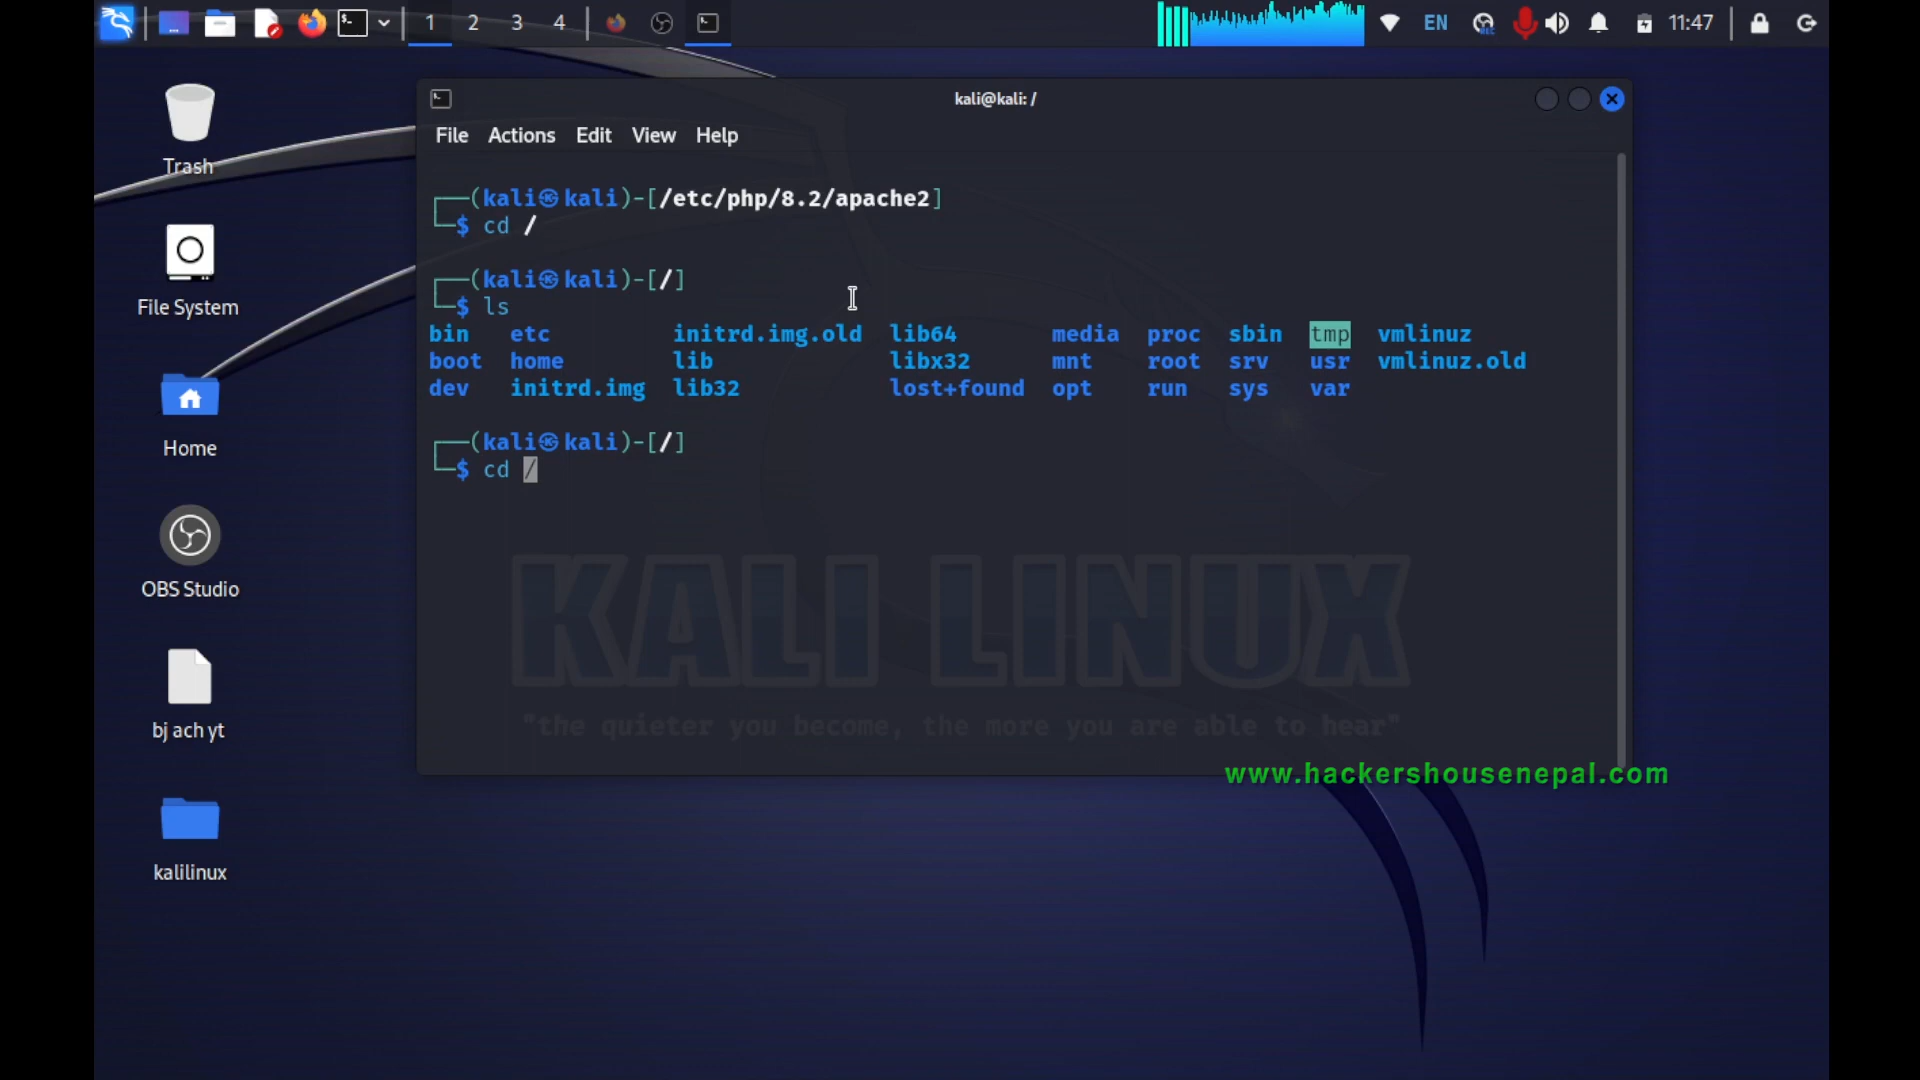 1 2 3 4 EN 11:47
kali@kali: /
File Actions Edit View Help
Trash
File System
Home
OBS Studio
bj ach yt
kalilinux
┌──(kali㉿kali)-[/etc/php/8.2/apache2]
└─$ cd /
┌──(kali㉿kali)-[/]
└─$ ls
bin etc initrd.img.old lib64 media proc sbin tmp vmlinuz
boot home lib libx32 mnt root srv usr vmlinuz.old
dev initrd.img lib32 lost+found opt run sys var
┌──(kali㉿kali)-[/]
└─$ cd /
KALI LINUX
"the quieter you become, the more you are able to hear"
www.hackershousenepal.com